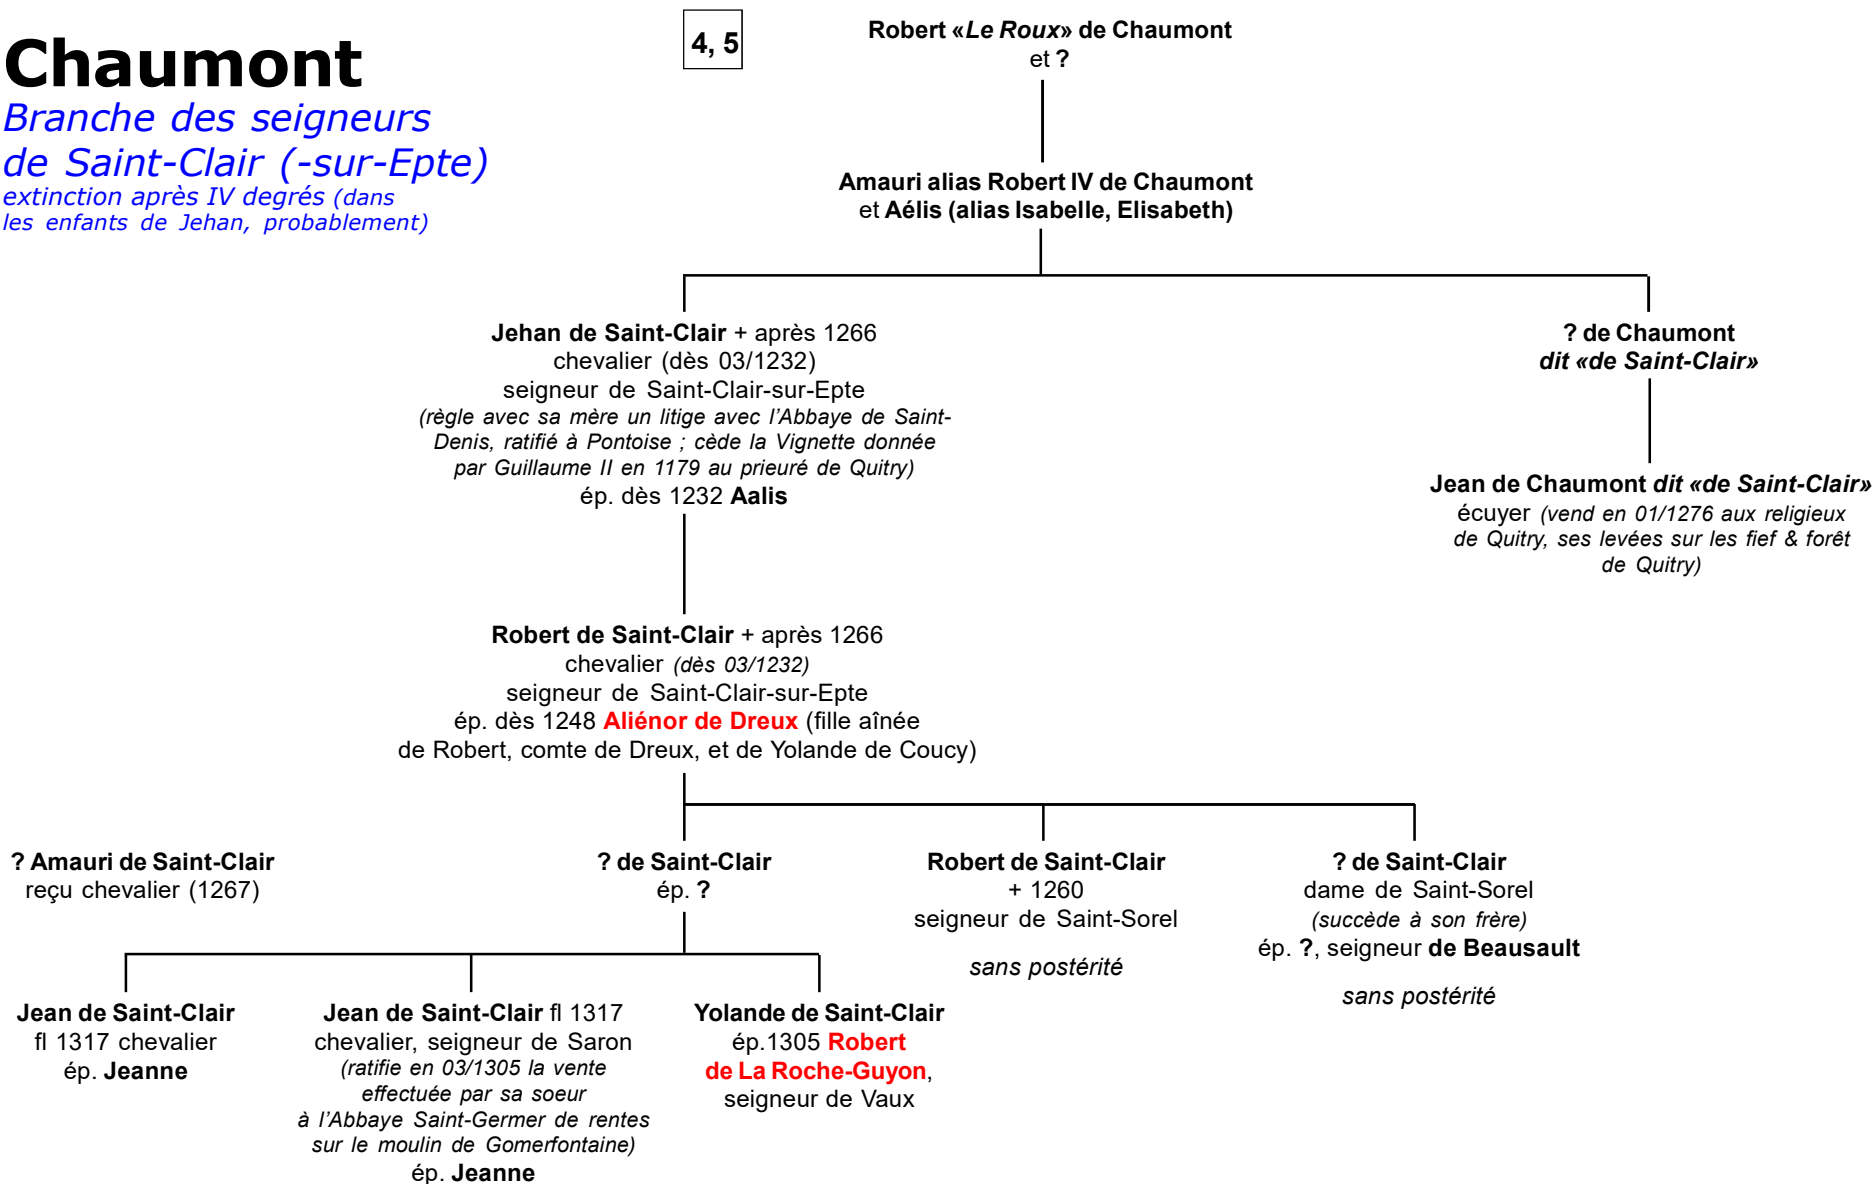 Chaumont
Branche des seigneurs
de Saint-Clair (-sur-Epte)
extinction après IV degrés (dans
les enfants de Jehan, probablement)
4, 5
Robert «Le Roux» de Chaumont
et ?
Amauri alias Robert IV de Chaumont
et Aélis (alias Isabelle, Elisabeth)
Jehan de Saint-Clair + après 1266
chevalier (dès 03/1232)
seigneur de Saint-Clair-sur-Epte
(règle avec sa mère un litige avec l'Abbaye de Saint-
Denis, ratifié à Pontoise ; cède la Vignette donnée
par Guillaume II en 1179 au prieuré de Quitry)
ép. dès 1232 Aalis
? de Chaumont
dit «de Saint-Clair»
Jean de Chaumont dit «de Saint-Clair»
écuyer (vend en 01/1276 aux religieux
de Quitry, ses levées sur les fief & forêt
de Quitry)
Robert de Saint-Clair + après 1266
chevalier (dès 03/1232)
seigneur de Saint-Clair-sur-Epte
ép. dès 1248 Aliénor de Dreux (fille aînée
de Robert, comte de Dreux, et de Yolande de Coucy)
? Amauri de Saint-Clair
reçu chevalier (1267)
? de Saint-Clair
ép. ?
Robert de Saint-Clair
+ 1260
seigneur de Saint-Sorel
sans postérité
? de Saint-Clair
dame de Saint-Sorel
(succède à son frère)
ép. ?, seigneur de Beausault
sans postérité
Jean de Saint-Clair
fl 1317 chevalier
ép. Jeanne
Jean de Saint-Clair fl 1317
chevalier, seigneur de Saron
(ratifie en 03/1305 la vente
effectuée par sa soeur
à l'Abbaye Saint-Germer de rentes
sur le moulin de Gomerfontaine)
ép. Jeanne
Yolande de Saint-Clair
ép.1305 Robert
de La Roche-Guyon,
seigneur de Vaux